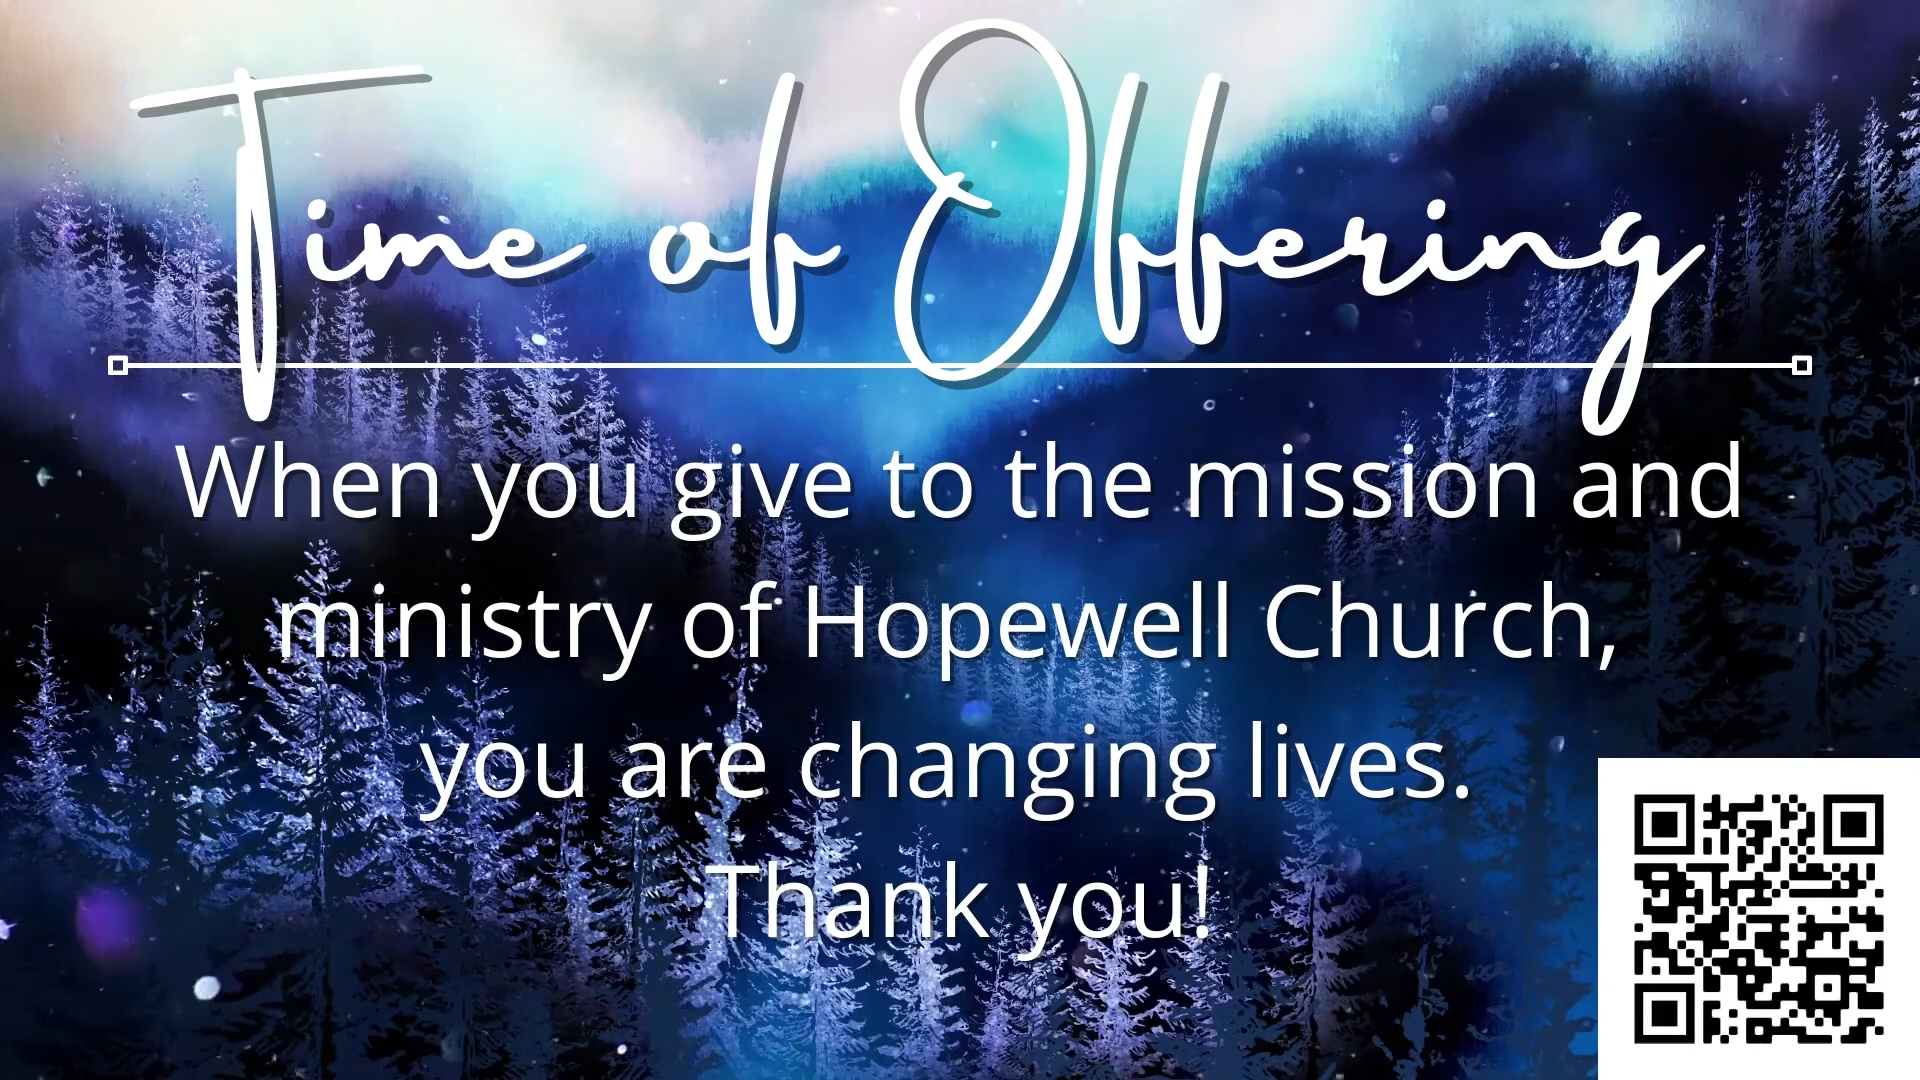 Time of Offering
When you give to the mission and
ministry of Hopewell Church,
you are changing lives.
Thank you!